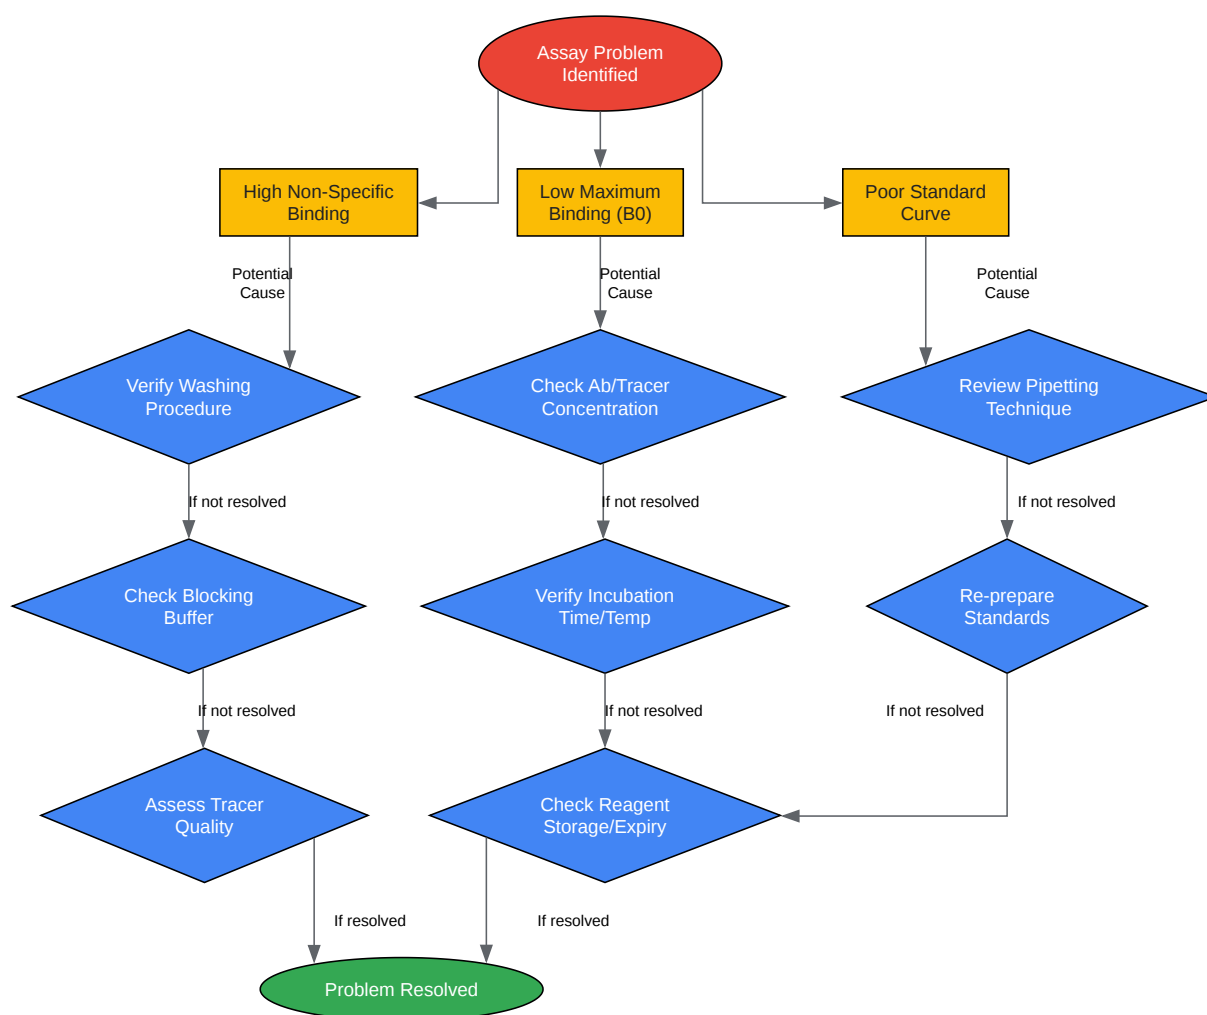 Assay Problem
Identified
High Non-Specific
Binding
Low Maximum
Binding (B0)
Poor Standard
Curve
Potential
Cause
Potential
Cause
Potential
Cause
Verify Washing
Procedure
Check Ab/Tracer
Concentration
Review Pipetting
Technique
If not resolved
If not resolved
If not resolved
Check Blocking
Buffer
Verify Incubation
Time/Temp
Re-prepare
Standards
If not resolved
If not resolved
If not resolved
Assess Tracer
Quality
Check Reagent
Storage/Expiry
If resolved
If resolved
Problem Resolved